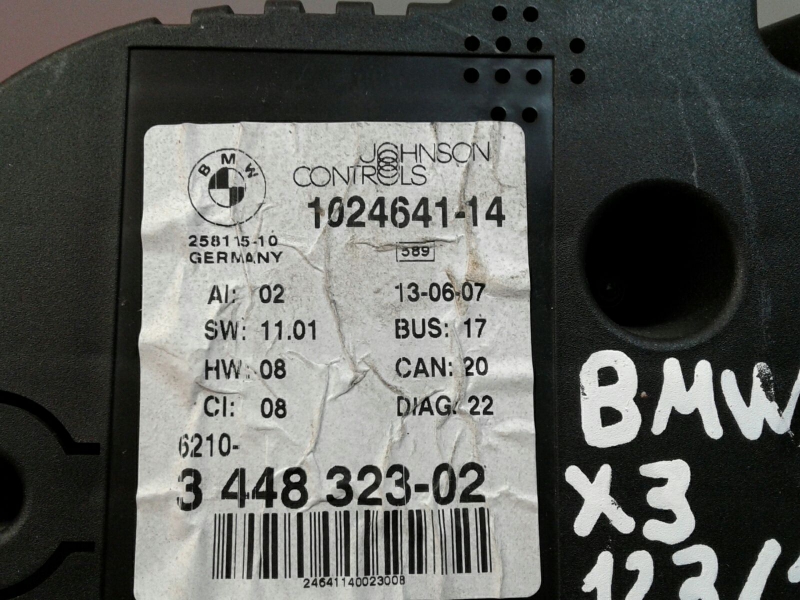 BMW
JOHNSON
CONTROLS
1024641-14
258115-10
GERMANY
589
AI: 02 13-06-07
SW: 11.01 BUS: 17
HW: 08 CAN: 20
CI: 08 DIAG: 22
6210-
3 448 323-02
24641140023008
BMW
X3